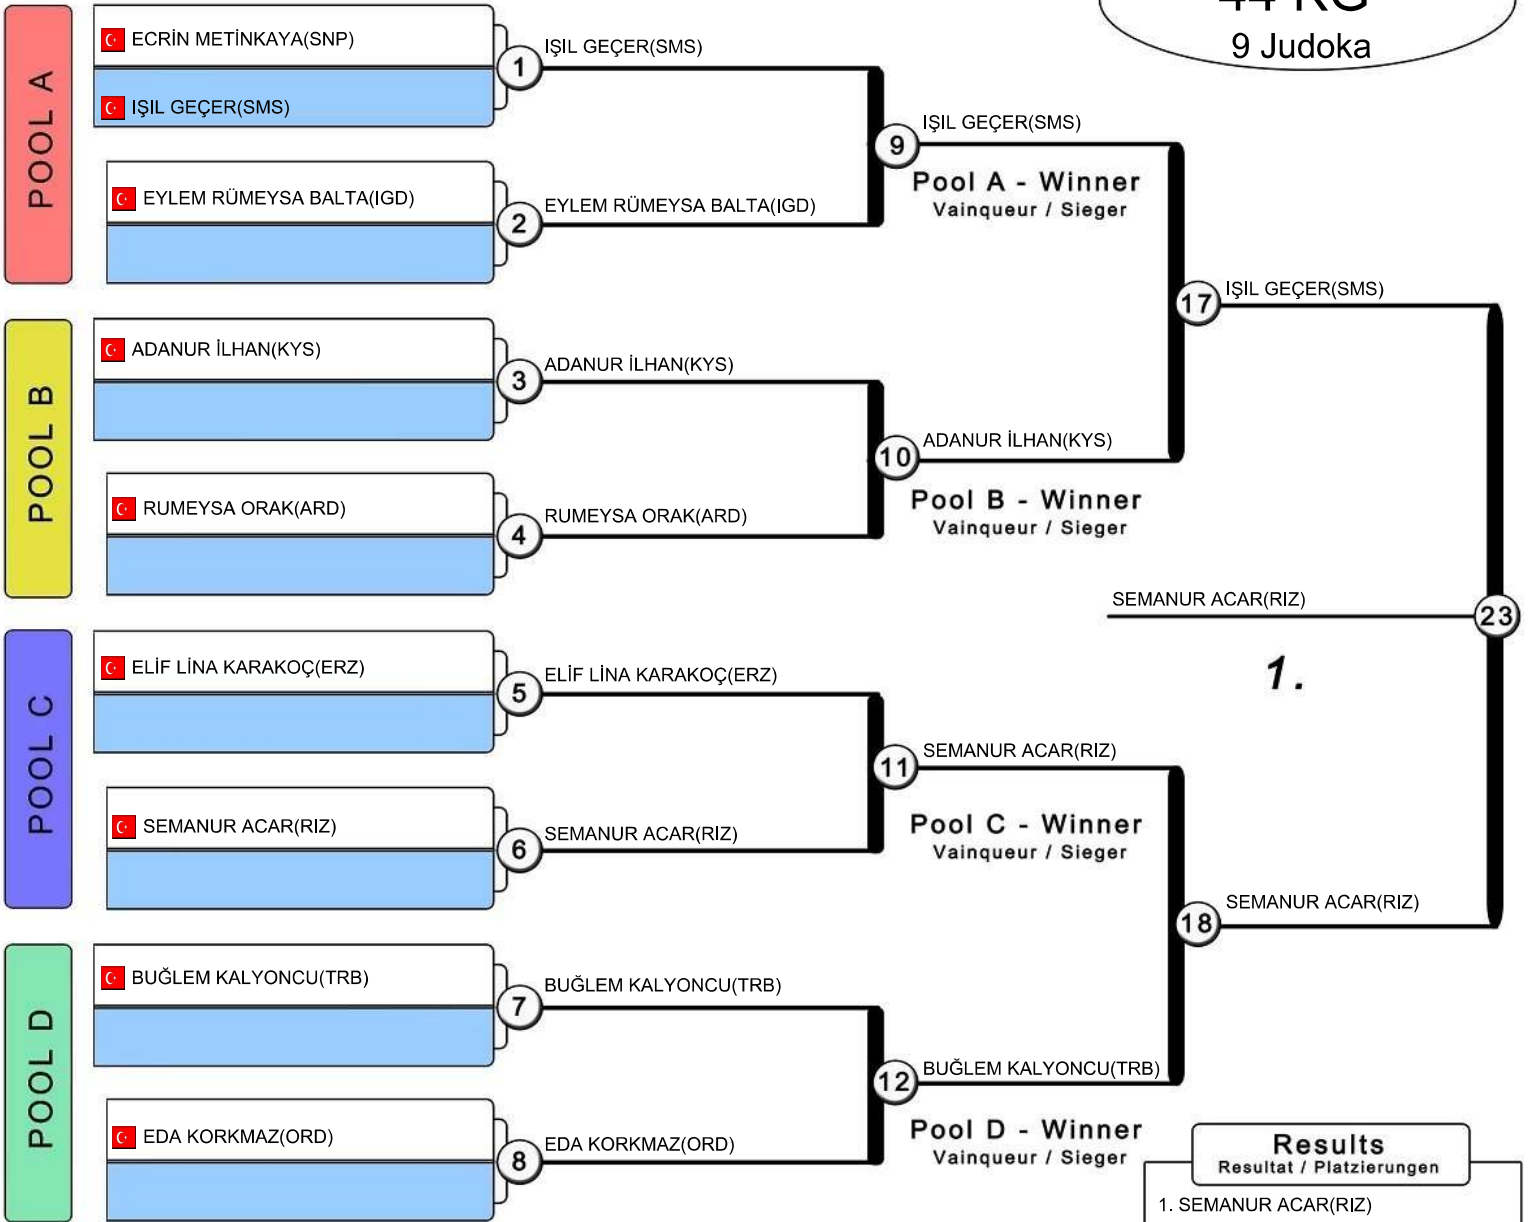 44 KG
9 Judoka
POOL A
ECRİN METİNKAYA(SNP)
IŞIL GEÇER(SMS)
1
IŞIL GEÇER(SMS)
EYLEM RÜMEYSA BALTA(IGD)
2
EYLEM RÜMEYSA BALTA(IGD)
9
IŞIL GEÇER(SMS)
Pool A - Winner
Vainqueur / Sieger
POOL B
ADANUR İLHAN(KYS)
3
ADANUR İLHAN(KYS)
RUMEYSA ORAK(ARD)
4
RUMEYSA ORAK(ARD)
10
ADANUR İLHAN(KYS)
Pool B - Winner
Vainqueur / Sieger
17
IŞIL GEÇER(SMS)
POOL C
ELİF LİNA KARAKOÇ(ERZ)
5
ELİF LİNA KARAKOÇ(ERZ)
SEMANUR ACAR(RIZ)
6
SEMANUR ACAR(RIZ)
11
SEMANUR ACAR(RIZ)
Pool C - Winner
Vainqueur / Sieger
POOL D
BUĞLEM KALYONCU(TRB)
7
BUĞLEM KALYONCU(TRB)
EDA KORKMAZ(ORD)
8
EDA KORKMAZ(ORD)
12
BUĞLEM KALYONCU(TRB)
Pool D - Winner
Vainqueur / Sieger
18
SEMANUR ACAR(RIZ)
SEMANUR ACAR(RIZ)
23
1.
Results
Resultat / Platzierungen
1. SEMANUR ACAR(RIZ)